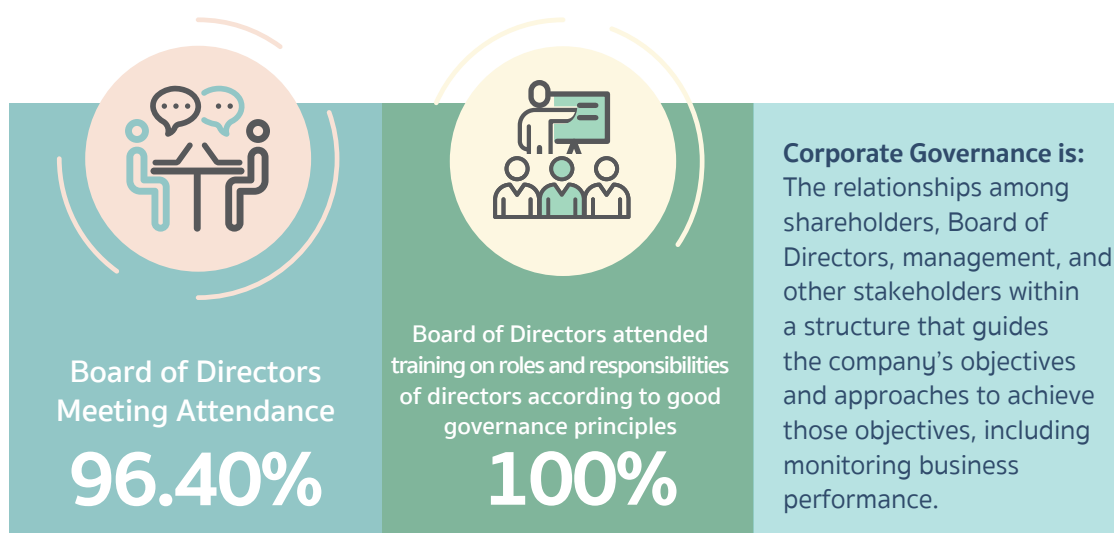 Board of Directors
Meeting Attendance
96.40%
Board of Directors attended
training on roles and responsibilities
of directors according to good
governance principles
100%
Corporate Governance is:
The relationships among
shareholders, Board of
Directors, management, and
other stakeholders within
a structure that guides
the company's objectives
and approaches to achieve
those objectives, including
monitoring business
performance.